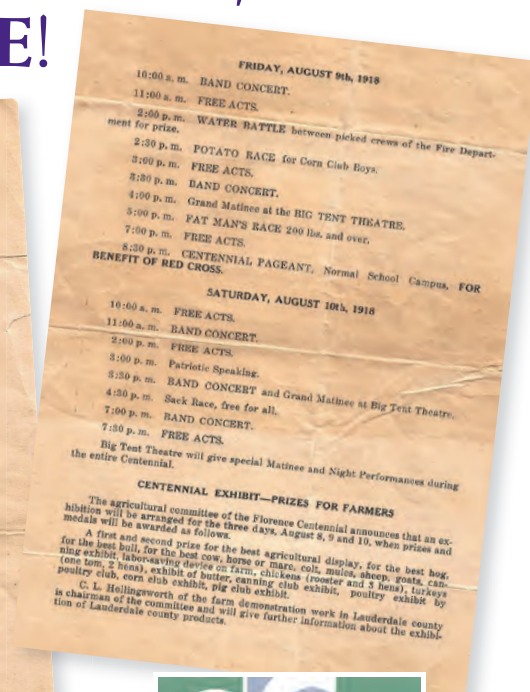 E!
FRIDAY, AUGUST 9th, 1918
10:00 a. m. BAND CONCERT.
11:00 a. m. FREE ACTS.
2:00 p. m. WATER BATTLE between picked crews of the Fire Depart-
ment for prize.
2:30 p. m. POTATO RACE for Corn Club Boys.
3:00 p. m. FREE ACTS.
3:30 p. m. BAND CONCERT.
4:00 p. m. Grand Matinee at the BIG TENT THEATRE.
5:00 p. m. FAT MAN'S RACE 200 lbs. and over.
7:00 p. m. FREE ACTS.
8:30 p. m. CENTENNIAL PAGEANT, Normal School Campus, FOR
BENEFIT OF RED CROSS.
SATURDAY, AUGUST 10th, 1918
10:00 a. m. FREE ACTS.
11:00 a. m. BAND CONCERT.
2:00 p. m. FREE ACTS.
3:00 p. m. Patriotic Speaking.
3:30 p. m. BAND CONCERT and Grand Matinee at Big Tent Theatre.
4:30 p. m. Sack Race, free for all.
7:00 p. m. BAND CONCERT.
7:30 p. m. FREE ACTS.
Big Tent Theatre will give special Matinee and Night Performances during
the entire Centennial.
CENTENNIAL EXHIBIT—PRIZES FOR FARMERS
The agricultural committee of the Florence Centennial announces that an ex-
hibition will be arranged for the three days, August 8, 9 and 10, when prizes and
medals will be awarded as follows.
A first and second prize for the best agricultural display, for the best hog,
for the best bull, for the best cow, horse or mare, colt, mules, sheep, goats, can-
ning exhibit, labor-saving device on farm, chickens (rooster and 3 hens), turkeys
(one tom, 2 hens), exhibit of butter, canning club exhibit, poultry exhibit by
poultry club, corn club exhibit, pig club exhibit.
C. L. Hollingsworth of the farm demonstration work in Lauderdale county
is chairman of the committee and will give further information about the exhibi-
tion of Lauderdale county products.